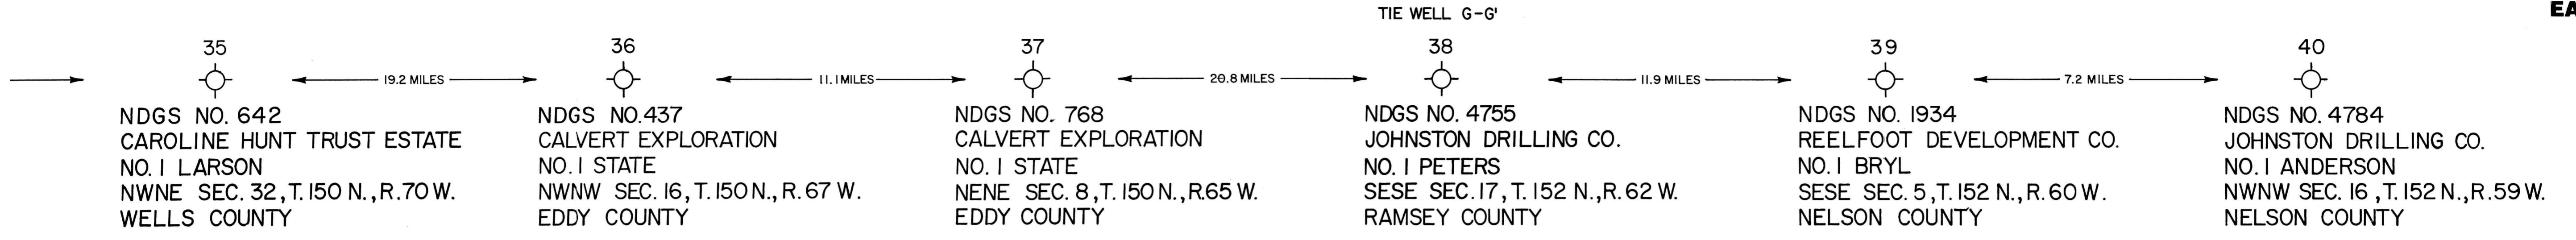 TIE WELL G-G'
EA
35
36
37
38
39
40
19.2 MILES
11.1 MILES
20.8 MILES
11.9 MILES
7.2 MILES
NDGS NO. 642
CAROLINE HUNT TRUST ESTATE
NO. 1 LARSON
NWNE SEC. 32, T. 150 N., R. 70 W.
WELLS COUNTY
NDGS NO. 437
CALVERT EXPLORATION
NO. 1 STATE
NWNW SEC. 16, T. 150 N., R. 67 W.
EDDY COUNTY
NDGS NO. 768
CALVERT EXPLORATION
NO. 1 STATE
NENE SEC. 8, T. 150 N., R. 65 W.
EDDY COUNTY
NDGS NO. 4755
JOHNSTON DRILLING CO.
NO. 1 PETERS
SESE SEC. 17, T. 152 N., R. 62 W.
RAMSEY COUNTY
NDGS NO. 1934
REELFOOT DEVELOPMENT CO.
NO. 1 BRYL
SESE SEC. 5, T. 152 N., R. 60 W.
NELSON COUNTY
NDGS NO. 4784
JOHNSTON DRILLING CO.
NO. 1 ANDERSON
NWNW SEC. 16, T. 152 N., R. 59 W.
NELSON COUNTY